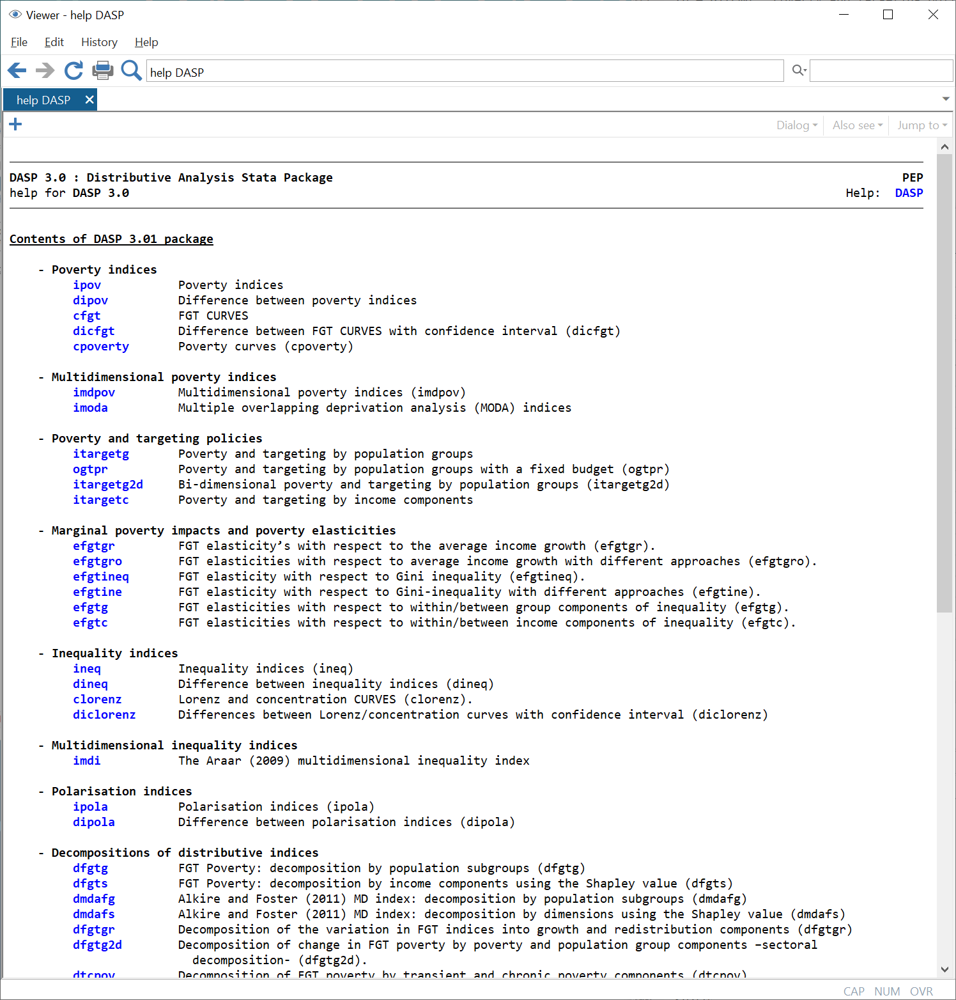 Viewer - help DASP
File Edit History Help
help DASP
help DASP
Dialog Also see Jump to
DASP 3.0 : Distributive Analysis Stata Package PEP
help for DASP 3.0 Help: DASP
Contents of DASP 3.01 package
- Poverty indices
ipov Poverty indices
dipov Difference between poverty indices
cfgt FGT CURVES
dicfgt Difference between FGT CURVES with confidence interval (dicfgt)
cpoverty Poverty curves (cpoverty)
- Multidimensional poverty indices
imdpov Multidimensional poverty indices (imdpov)
imoda Multiple overlapping deprivation analysis (MODA) indices
- Poverty and targeting policies
itargetg Poverty and targeting by population groups
ogtpr Poverty and targeting by population groups with a fixed budget (ogtpr)
itargetg2d Bi-dimensional poverty and targeting by population groups (itargetg2d)
itargetc Poverty and targeting by income components
- Marginal poverty impacts and poverty elasticities
efgtgr FGT elasticity’s with respect to the average income growth (efgtgr).
efgtgro FGT elasticities with respect to average income growth with different approaches (efgtgro).
efgtineq FGT elasticity with respect to Gini inequality (efgtineq).
efgtine FGT elasticity with respect to Gini-inequality with different approaches (efgtine).
efgtg FGT elasticities with respect to within/between group components of inequality (efgtg).
efgtc FGT elasticities with respect to within/between income components of inequality (efgtc).
- Inequality indices
ineq Inequality indices (ineq)
dineq Difference between inequality indices (dineq)
clorenz Lorenz and concentration CURVES (clorenz).
diclorenz Differences between Lorenz/concentration curves with confidence interval (diclorenz)
- Multidimensional inequality indices
imdi The Araar (2009) multidimensional inequality index
- Polarisation indices
ipola Polarisation indices (ipola)
dipola Difference between polarisation indices (dipola)
- Decompositions of distributive indices
dfgtg FGT Poverty: decomposition by population subgroups (dfgtg)
dfgts FGT Poverty: decomposition by income components using the Shapley value (dfgts)
dmdafg Alkire and Foster (2011) MD index: decomposition by population subgroups (dmdafg)
dmdafs Alkire and Foster (2011) MD index: decomposition by dimensions using the Shapley value (dmdafs)
dfgtgr Decomposition of the variation in FGT indices into growth and redistribution components (dfgtgr)
dfgtg2d Decomposition of change in FGT poverty by poverty and population group components –sectoral
decomposition- (dfgtg2d).
dtcpov Decomposition of FGT poverty by transient and chronic poverty components (dtcpov)
CAP NUM OVR